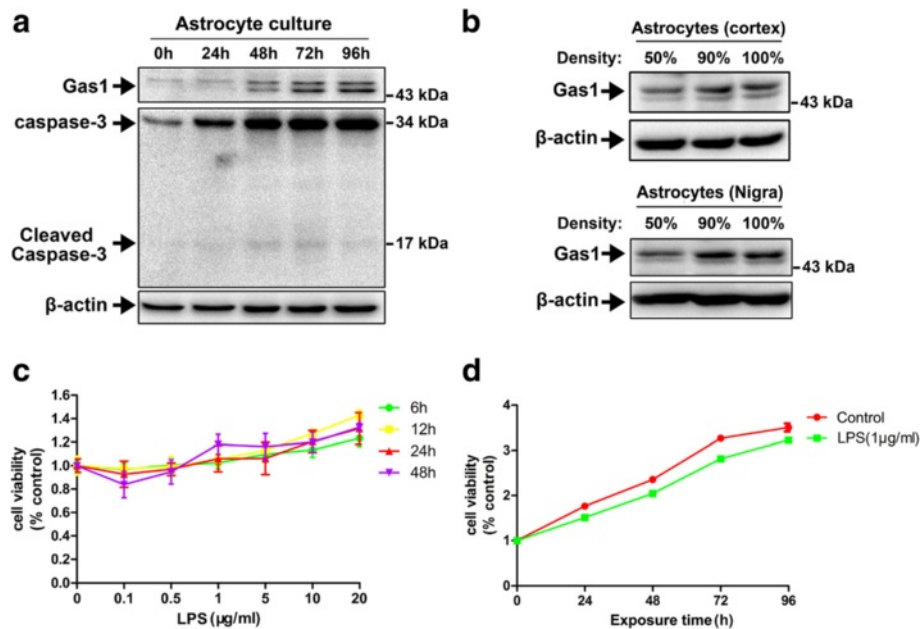 a
Astrocyte culture
0h 24h 48h 72h 96h
Gas1
43 kDa
caspase-3
34 kDa
Cleaved
Caspase-3
17 kDa
β-actin
b
Astrocytes (cortex)
Density: 50% 90% 100%
Gas1
43 kDa
β-actin
Astrocytes (Nigra)
Density: 50% 90% 100%
Gas1
43 kDa
β-actin
c
cell viability
(% control)
1.6
1.4
1.2
1.0
0.8
0.6
0.4
0.2
0.0
0 0.1 0.5 1 5 10 20
LPS (μg/ml)
6h
12h
24h
48h
d
cell viability
(% control)
4
3
2
1
0
0 24 48 72 96
Exposure time(h)
Control
LPS(1μg/ml)